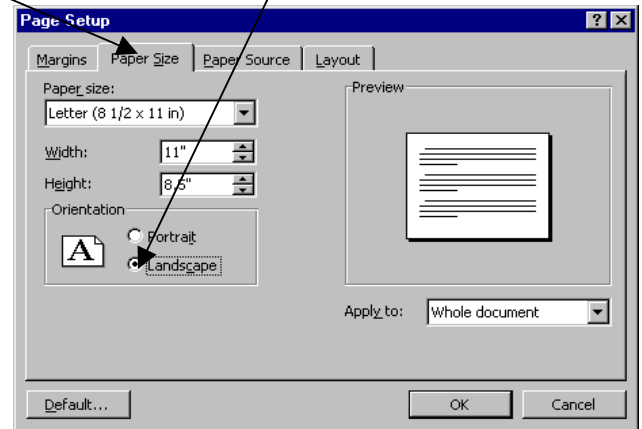 Page Setup
Margins Paper Size Paper Source Layout
Paper size:
Letter (8 1/2 x 11 in)
Width: 11"
Height: 8.5"
Orientation
A
Portrait
Landscape
Preview
Apply to: Whole document
Default... OK Cancel